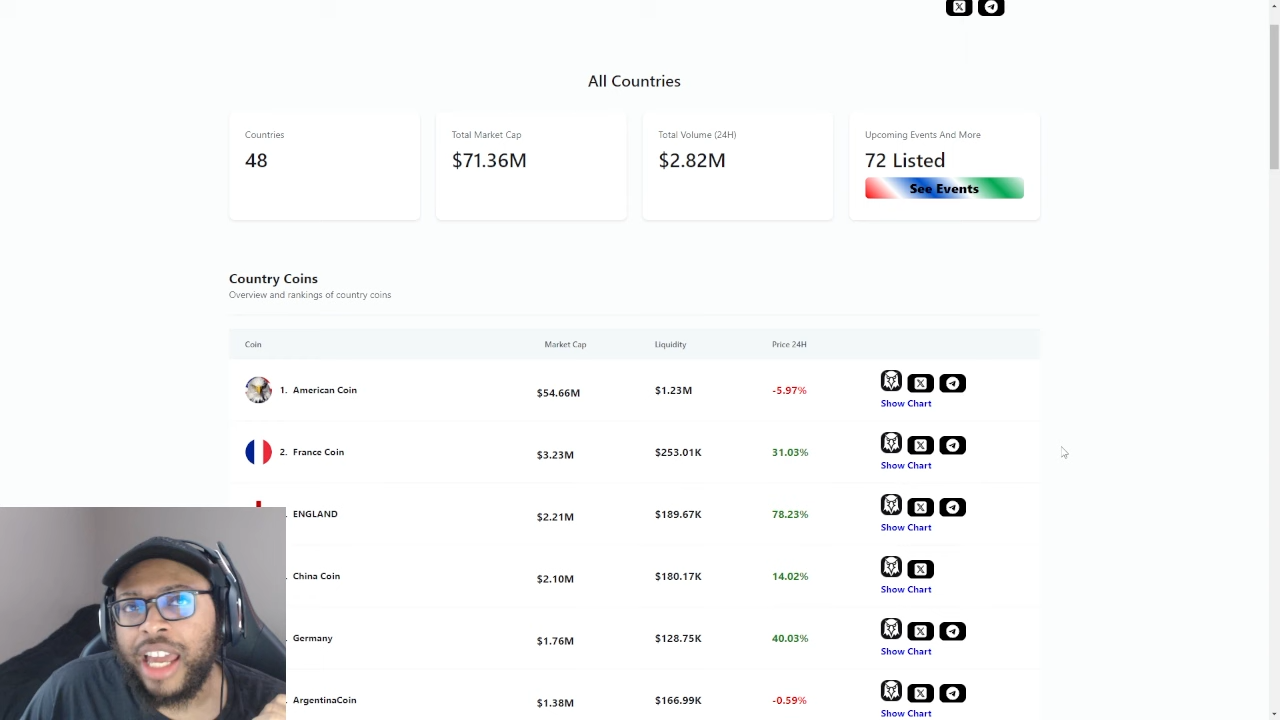 All Countries
Countries
48
Total Market Cap
$71.36M
Total Volume (24H)
$2.82M
Upcoming Events And More
72 Listed
See Events
Country Coins
Overview and rankings of country coins
Coin Market Cap Liquidity Price 24H
1. American Coin $54.66M $1.23M -5.97%
Show Chart
2. France Coin $3.23M $253.01K 31.03%
Show Chart
ENGLAND $2.21M $189.67K 78.23%
Show Chart
China Coin $2.10M $180.17K 14.02%
Show Chart
Germany $1.76M $128.75K 40.03%
Show Chart
ArgentinaCoin $1.38M $166.99K -0.59%
Show Chart